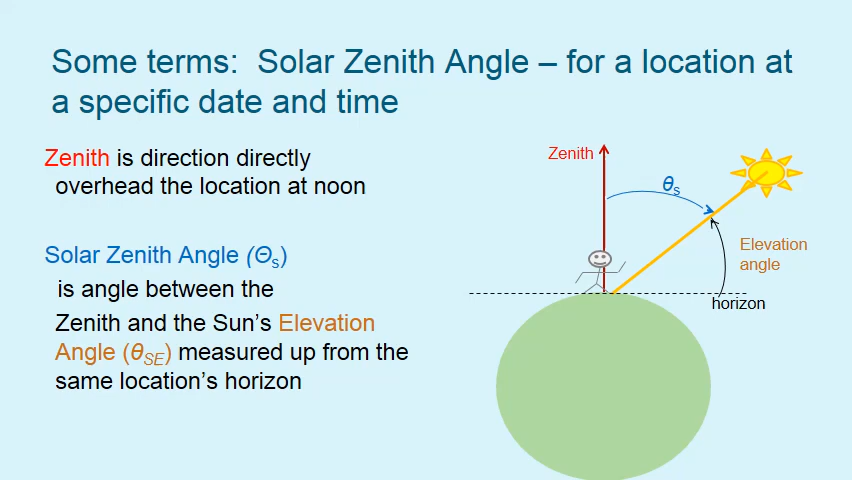 Some terms:  Solar Zenith Angle – for a location at
a specific date and time
Zenith is direction directly
overhead the location at noon
Solar Zenith Angle (Θs)
is angle between the
Zenith and the Sun's Elevation
Angle (θSE) measured up from the
same location's horizon
Zenith
θs
Elevation
angle
horizon